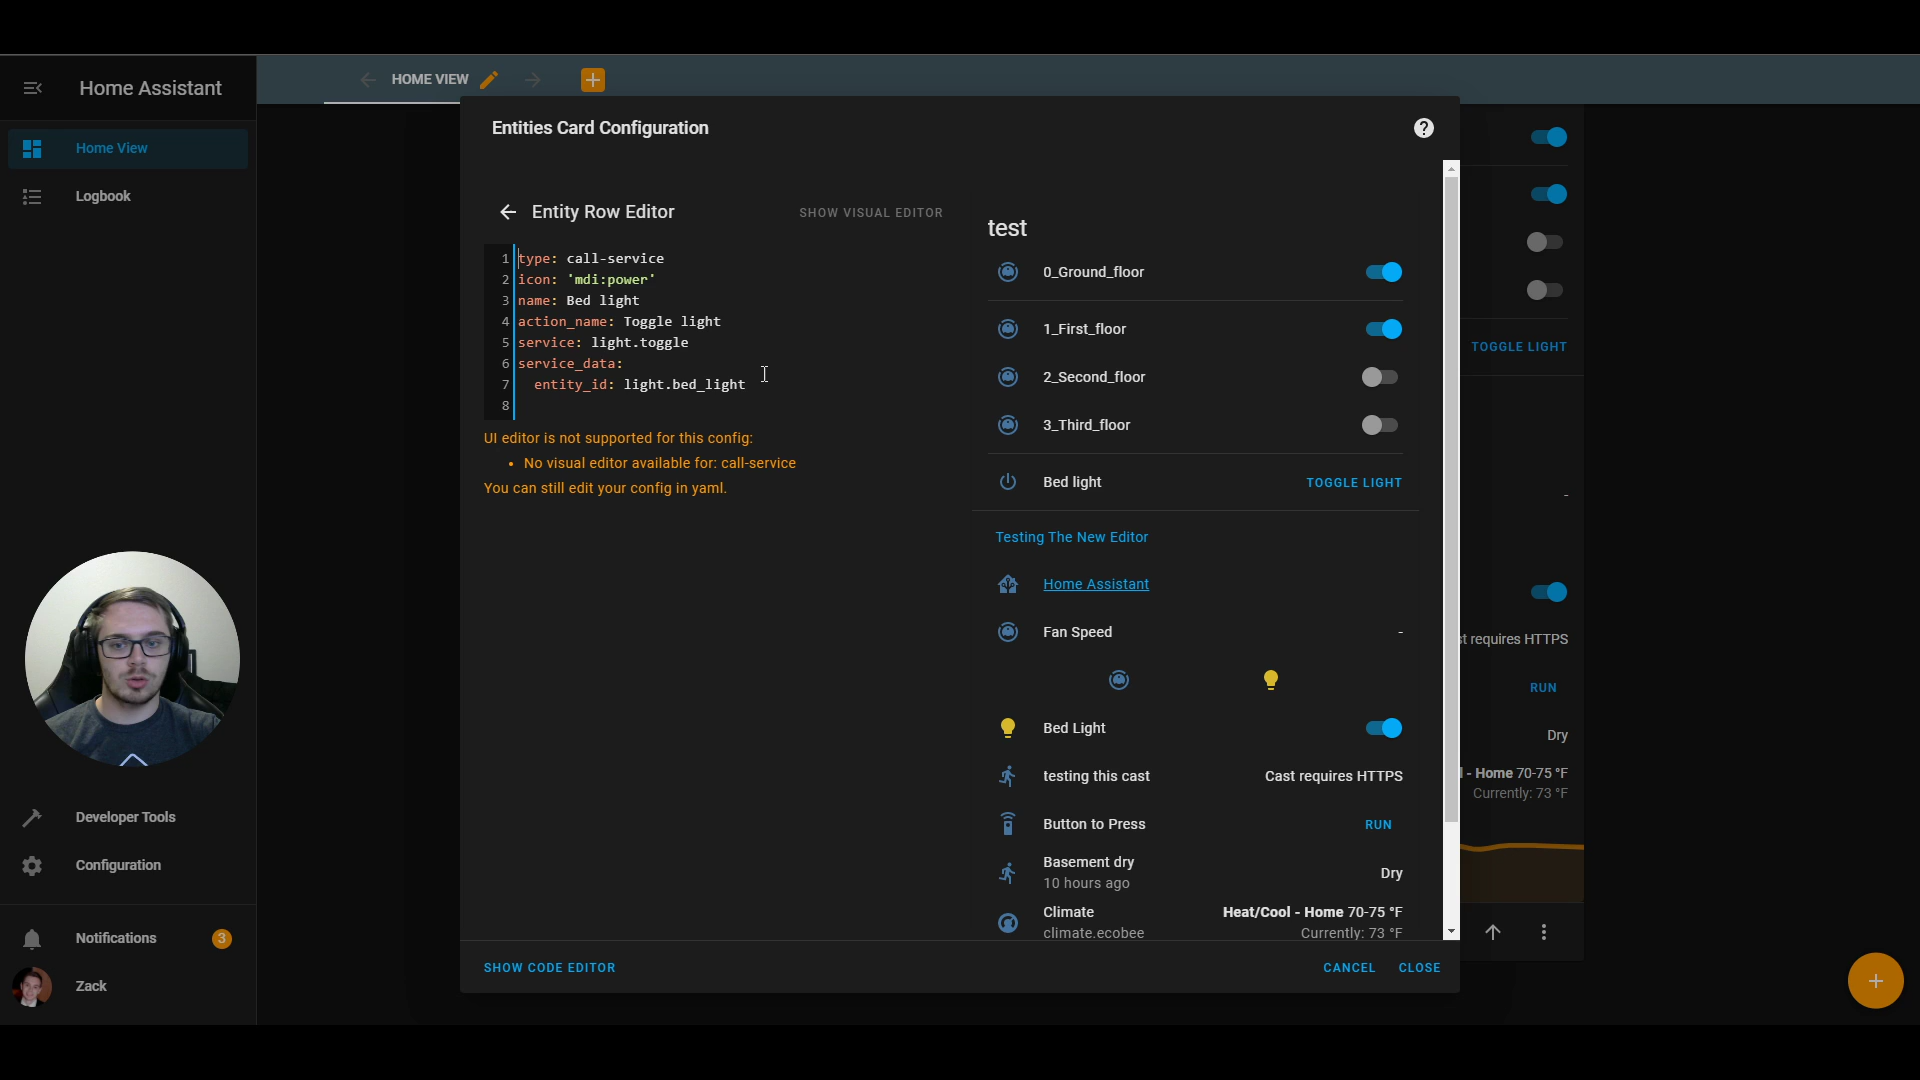 Home Assistant
HOME VIEW
Home View
Logbook
Entities Card Configuration
?
Entity Row Editor
SHOW VISUAL EDITOR
1 type: call-service
2 icon: 'mdi:power'
3 name: Bed light
4 action_name: Toggle light
5 service: light.toggle
6 service_data:
7   entity_id: light.bed_light
8
UI editor is not supported for this config:
• No visual editor available for: call-service
You can still edit your config in yaml.
test
0_Ground_floor
1_First_floor
2_Second_floor
3_Third_floor
Bed light TOGGLE LIGHT
Testing The New Editor
Home Assistant
Fan Speed -
Bed Light
testing this cast Cast requires HTTPS
Button to Press RUN
Basement dry Dry
10 hours ago
Climate Heat/Cool - Home 70-75 °F
climate.ecobee Currently: 73 °F
SHOW CODE EDITOR
CANCEL CLOSE
TOGGLE LIGHT
-
st requires HTTPS
RUN
Dry
l - Home 70-75 °F
Currently: 73 °F
Developer Tools
Configuration
Notifications 3
Zack